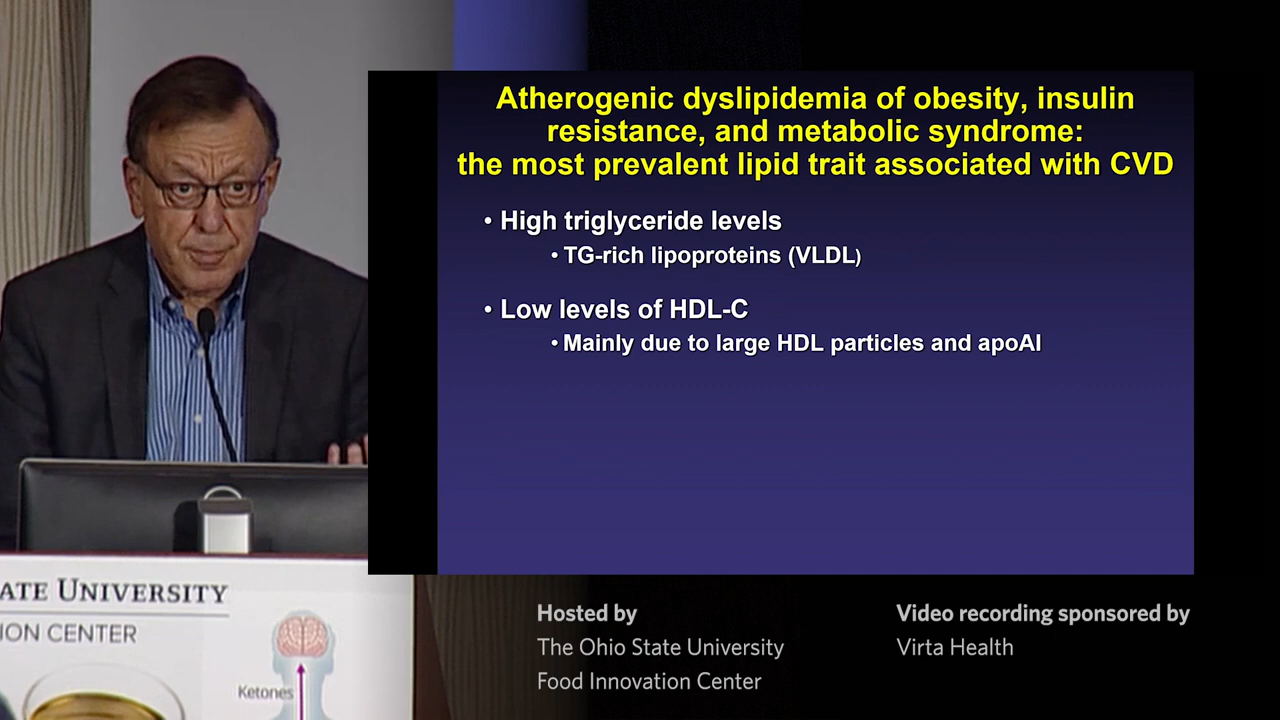 Atherogenic dyslipidemia of obesity, insulin
resistance, and metabolic syndrome:
the most prevalent lipid trait associated with CVD
• High triglyceride levels
• TG-rich lipoproteins (VLDL)
• Low levels of HDL-C
• Mainly due to large HDL particles and apoAI
ATE UNIVERSITY
ION CENTER
Ketones
Hosted by
The Ohio State University
Food Innovation Center
Video recording sponsored by
Virta Health